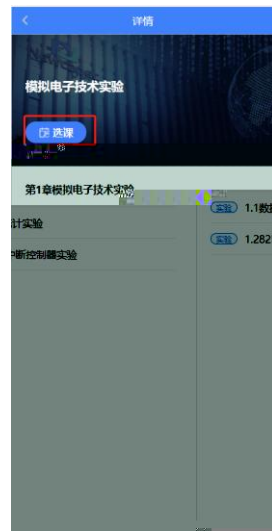 详情
模拟电子技术实验
选课
第1章模拟电子技术实验
计实验
中断控制器实验
实验 1.1数据
实验 1.282